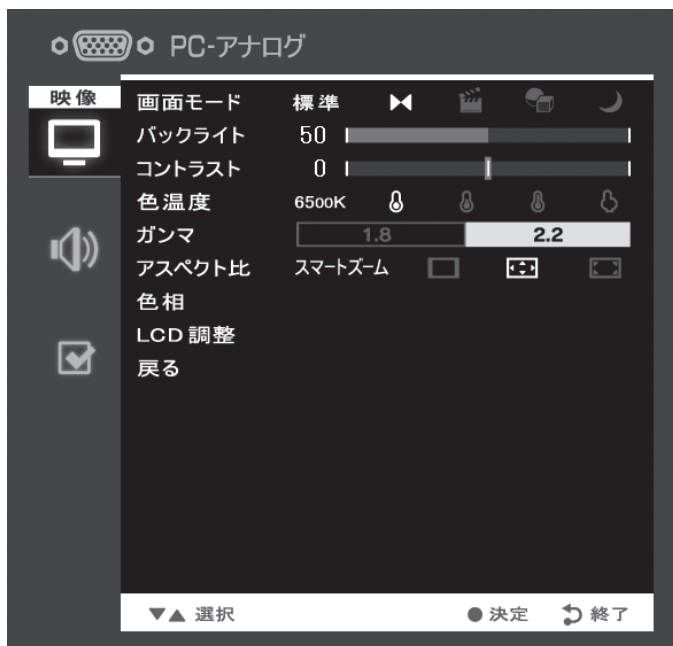 PC-アナログ
映像
画面モード 標準
バックライト 50
コントラスト 0
色温度 6500K
ガンマ 1.8 2.2
アスペクト比 スマートズーム
色相
LCD調整
戻る
▼▲ 選択 ● 決定 終了